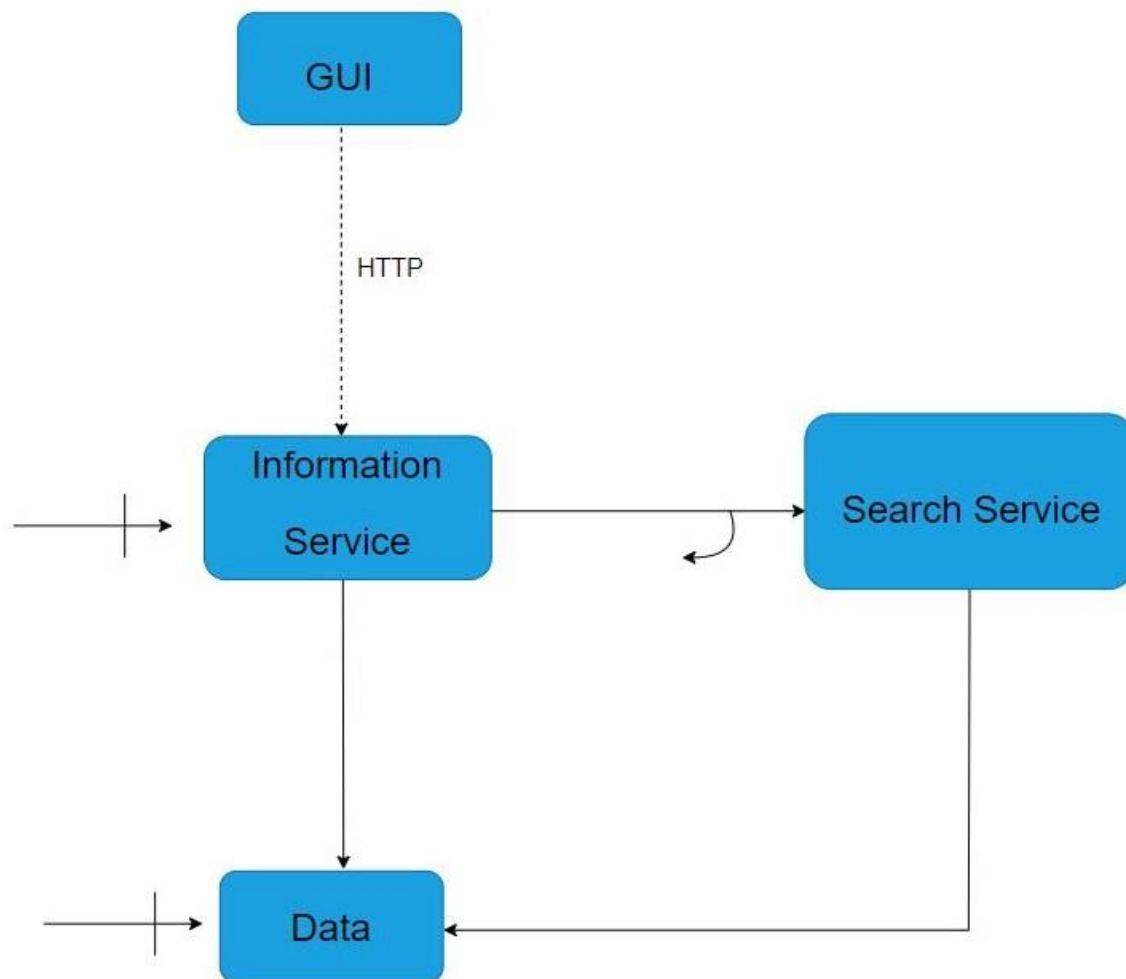 GUI
HTTP
Information
Service
Search Service
Data